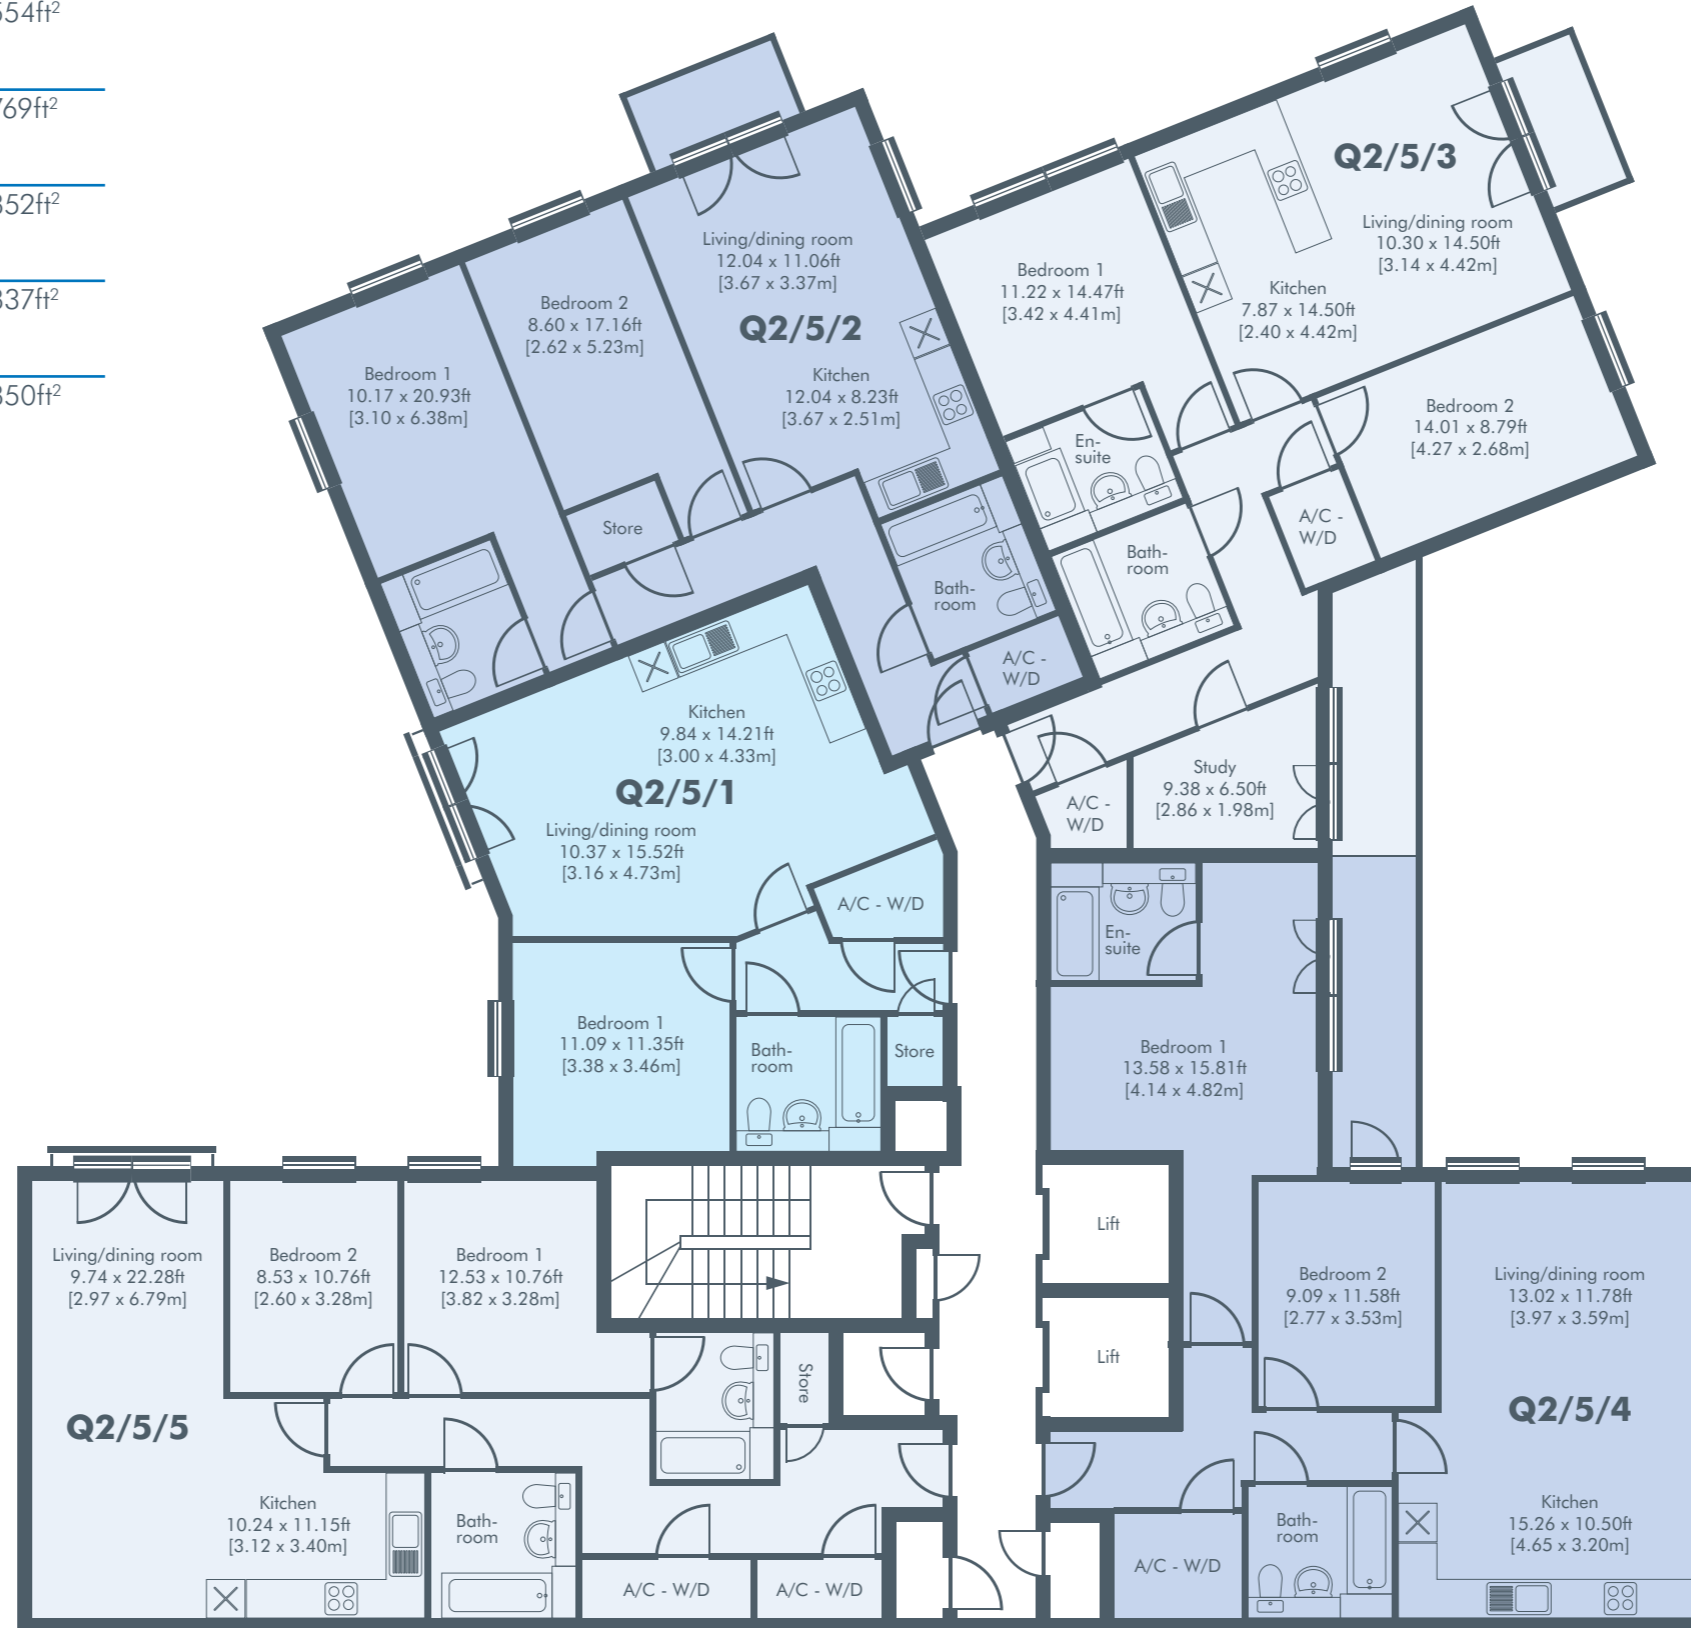 554ft²
769ft²
852ft²
837ft²
850ft²
Q2/5/3
Living/dining room
10.30 x 14.50ft
[3.14 x 4.42m]
Kitchen
7.87 x 14.50ft
[2.40 x 4.42m]
Bedroom 1
11.22 x 14.47ft
[3.42 x 4.41m]
Bedroom 2
14.01 x 8.79ft
[4.27 x 2.68m]
En-
suite
Bath-
room
A/C -
W/D
Study
9.38 x 6.50ft
[2.86 x 1.98m]
A/C -
W/D
Living/dining room
12.04 x 11.06ft
[3.67 x 3.37m]
Q2/5/2
Kitchen
12.04 x 8.23ft
[3.67 x 2.51m]
Bedroom 2
8.60 x 17.16ft
[2.62 x 5.23m]
Bedroom 1
10.17 x 20.93ft
[3.10 x 6.38m]
Store
Bath-
room
A/C -
W/D
Kitchen
9.84 x 14.21ft
[3.00 x 4.33m]
Q2/5/1
Living/dining room
10.37 x 15.52ft
[3.16 x 4.73m]
A/C - W/D
Bedroom 1
11.09 x 11.35ft
[3.38 x 3.46m]
Bath-
room
Store
En-
suite
Bedroom 1
13.58 x 15.81ft
[4.14 x 4.82m]
Lift
Lift
Bedroom 2
9.09 x 11.58ft
[2.77 x 3.53m]
Living/dining room
13.02 x 11.78ft
[3.97 x 3.59m]
Q2/5/4
Kitchen
15.26 x 10.50ft
[4.65 x 3.20m]
Bath-
room
A/C - W/D
Living/dining room
9.74 x 22.28ft
[2.97 x 6.79m]
Bedroom 2
8.53 x 10.76ft
[2.60 x 3.28m]
Bedroom 1
12.53 x 10.76ft
[3.82 x 3.28m]
Store
Q2/5/5
Kitchen
10.24 x 11.15ft
[3.12 x 3.40m]
Bath-
room
A/C - W/D
A/C - W/D